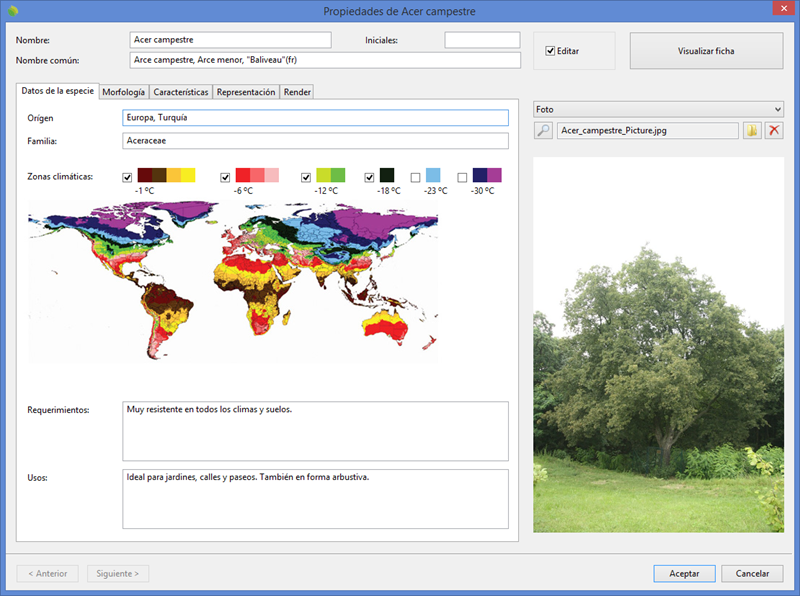 Propiedades de Acer campestre
Nombre: Acer campestre Iniciales: Editar Visualizar ficha
Nombre común: Arce campestre, Arce menor, "Baliveau"(fr)
Datos de la especie Morfología Características Representación Render
Orígen Europa, Turquía
Familia: Aceraceae
Zonas climáticas:
-1 ºC -6 ºC -12 ºC -18 ºC -23 ºC -30 ºC
Requerimientos: Muy resistente en todos los climas y suelos.
Usos: Ideal para jardines, calles y paseos. También en forma arbustiva.
Foto
Acer_campestre_Picture.jpg
< Anterior Siguiente > Aceptar Cancelar